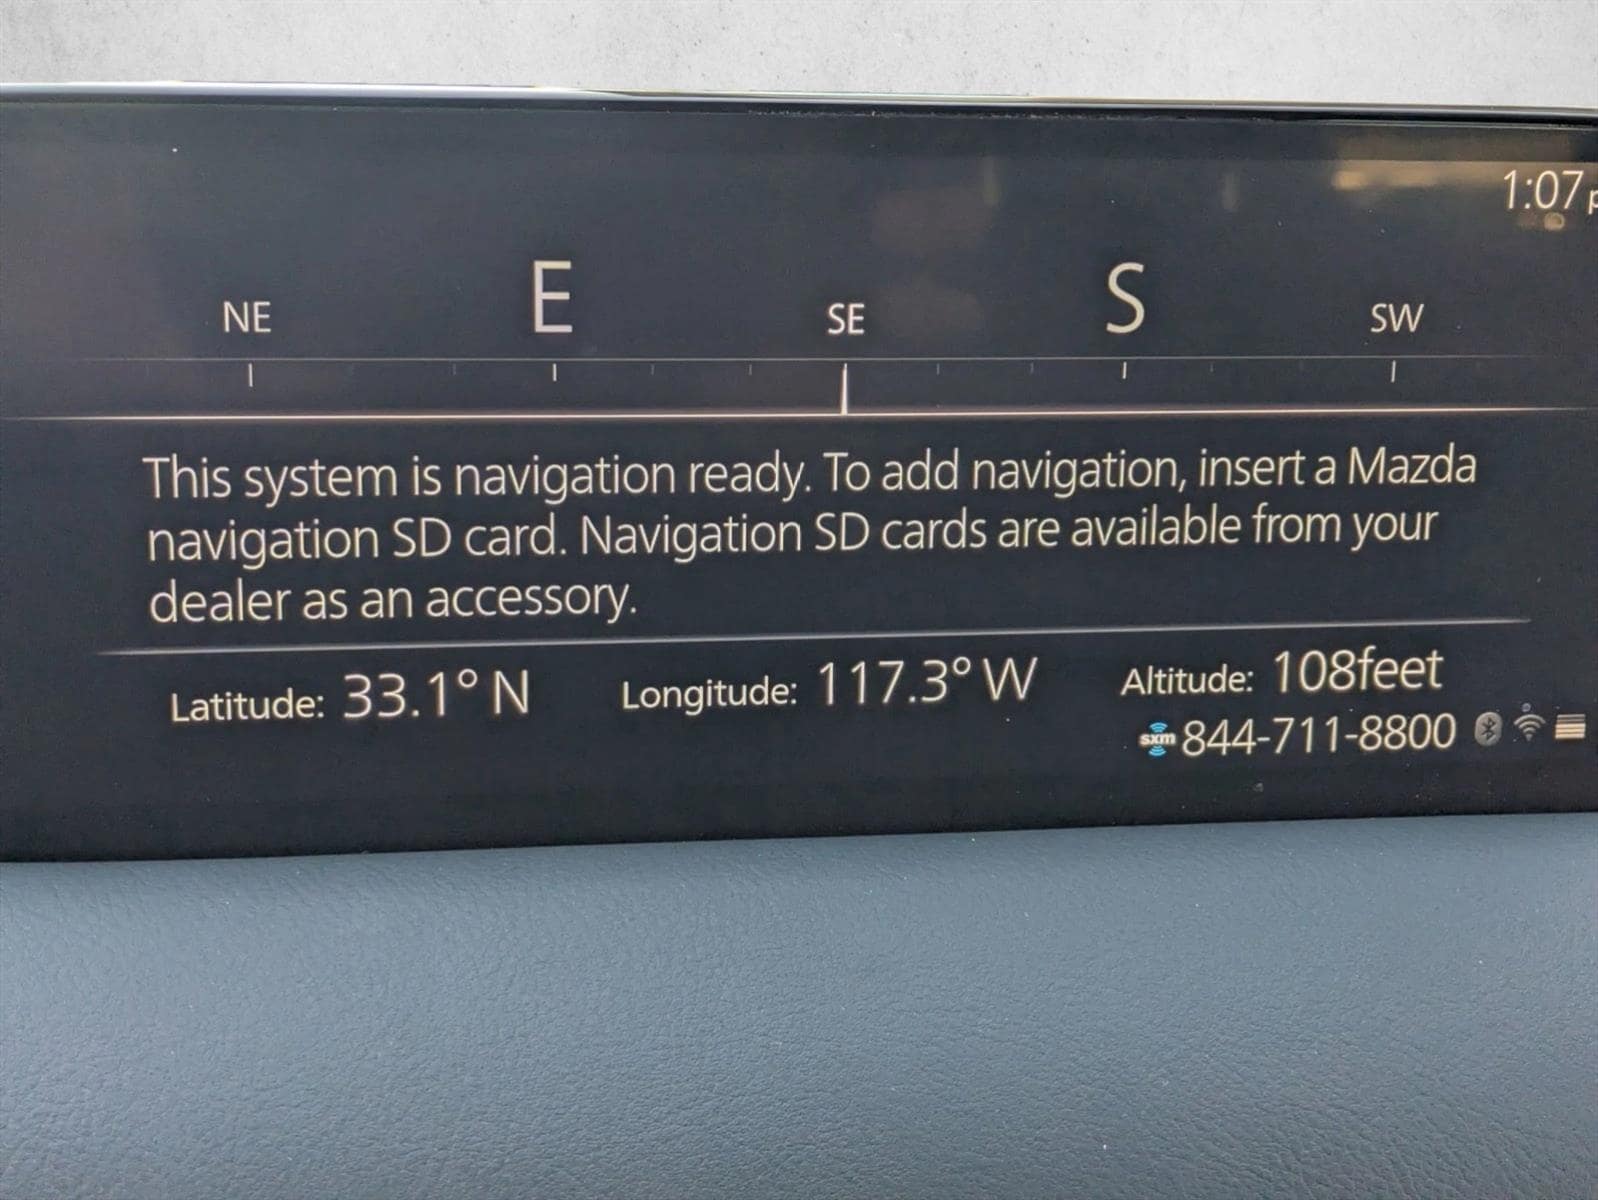 1:07
NE E SE S SW
This system is navigation ready. To add navigation, insert a Mazda
navigation SD card. Navigation SD cards are available from your
dealer as an accessory.
Latitude: 33.1° N Longitude: 117.3° W Altitude: 108feet
sxm 844-711-8800